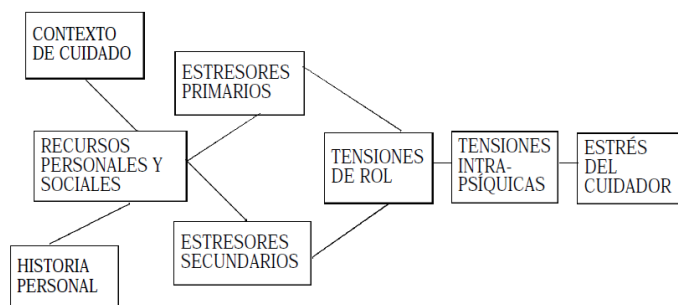 CONTEXTO
DE CUIDADO
ESTRESORES
PRIMARIOS
RECURSOS
PERSONALES Y
SOCIALES
TENSIONES
DE ROL
TENSIONES
INTRA-
PSÍQUICAS
ESTRÉS
DEL
CUIDADOR
ESTRESORES
SECUNDARIOS
HISTORIA
PERSONAL